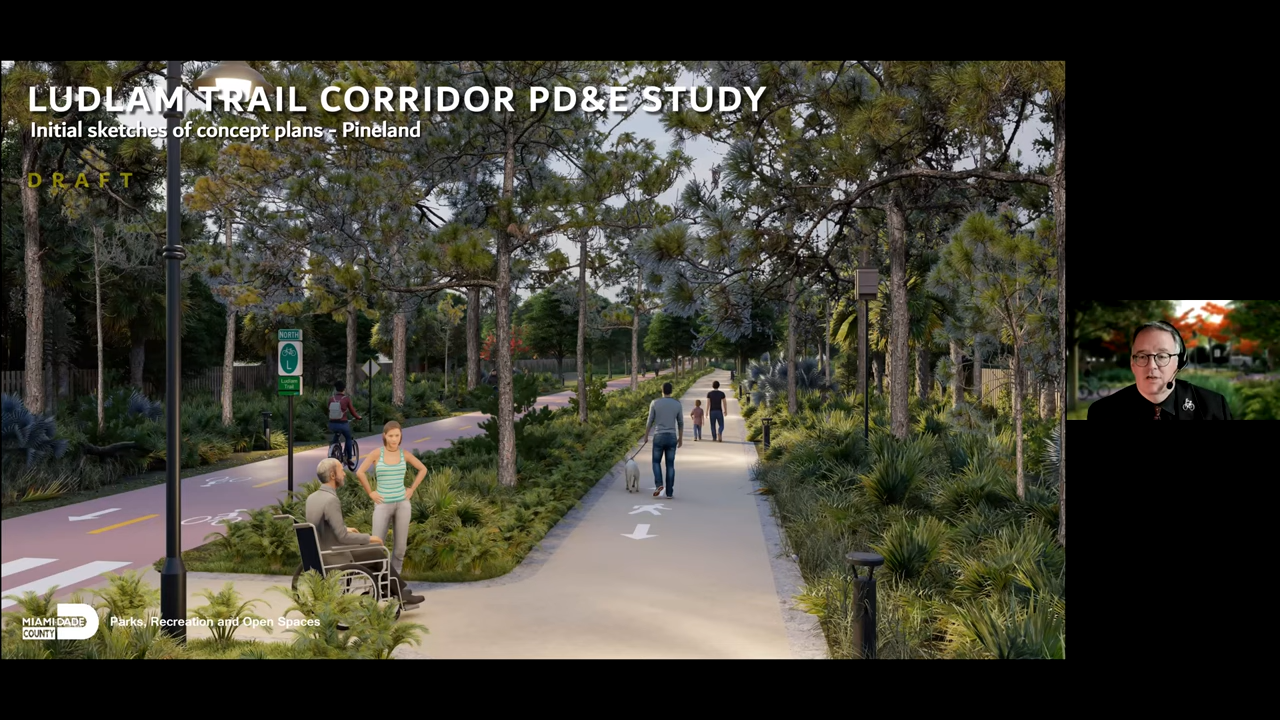 LUDLAM TRAIL CORRIDOR PD&E STUDY
Initial sketches of concept plans - Pineland
DRAFT
NORTH
L
Ludlam
Trail
MIAMI-DADE
COUNTY
Parks, Recreation and Open Spaces